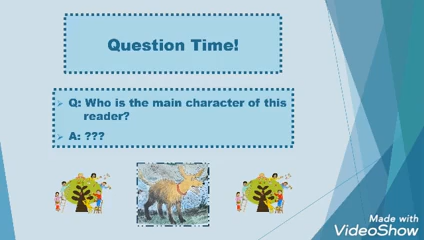 Question Time!
Q: Who is the main character of this
reader?
A: ???
Made with
VideoShow